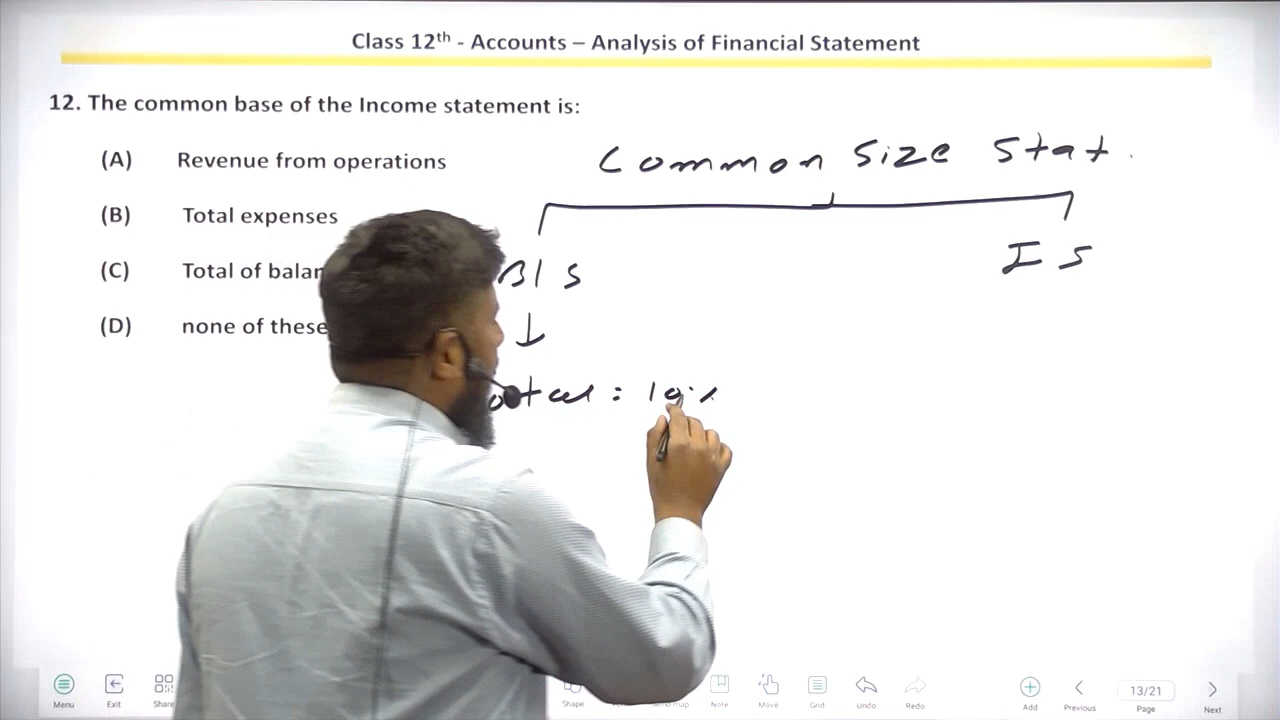 Class 12th - Accounts – Analysis of Financial Statement
12. The common base of the Income statement is:
(A) Revenue from operations
(B) Total expenses
(C) Total of balan
(D) none of these
Common Size Stat.
B/S
I S
↓
otal : 10%
Menu
Exit
Share
Shape
Note
Move
Grid
Undo
Redo
Add
Previous
13/21
Page
Next